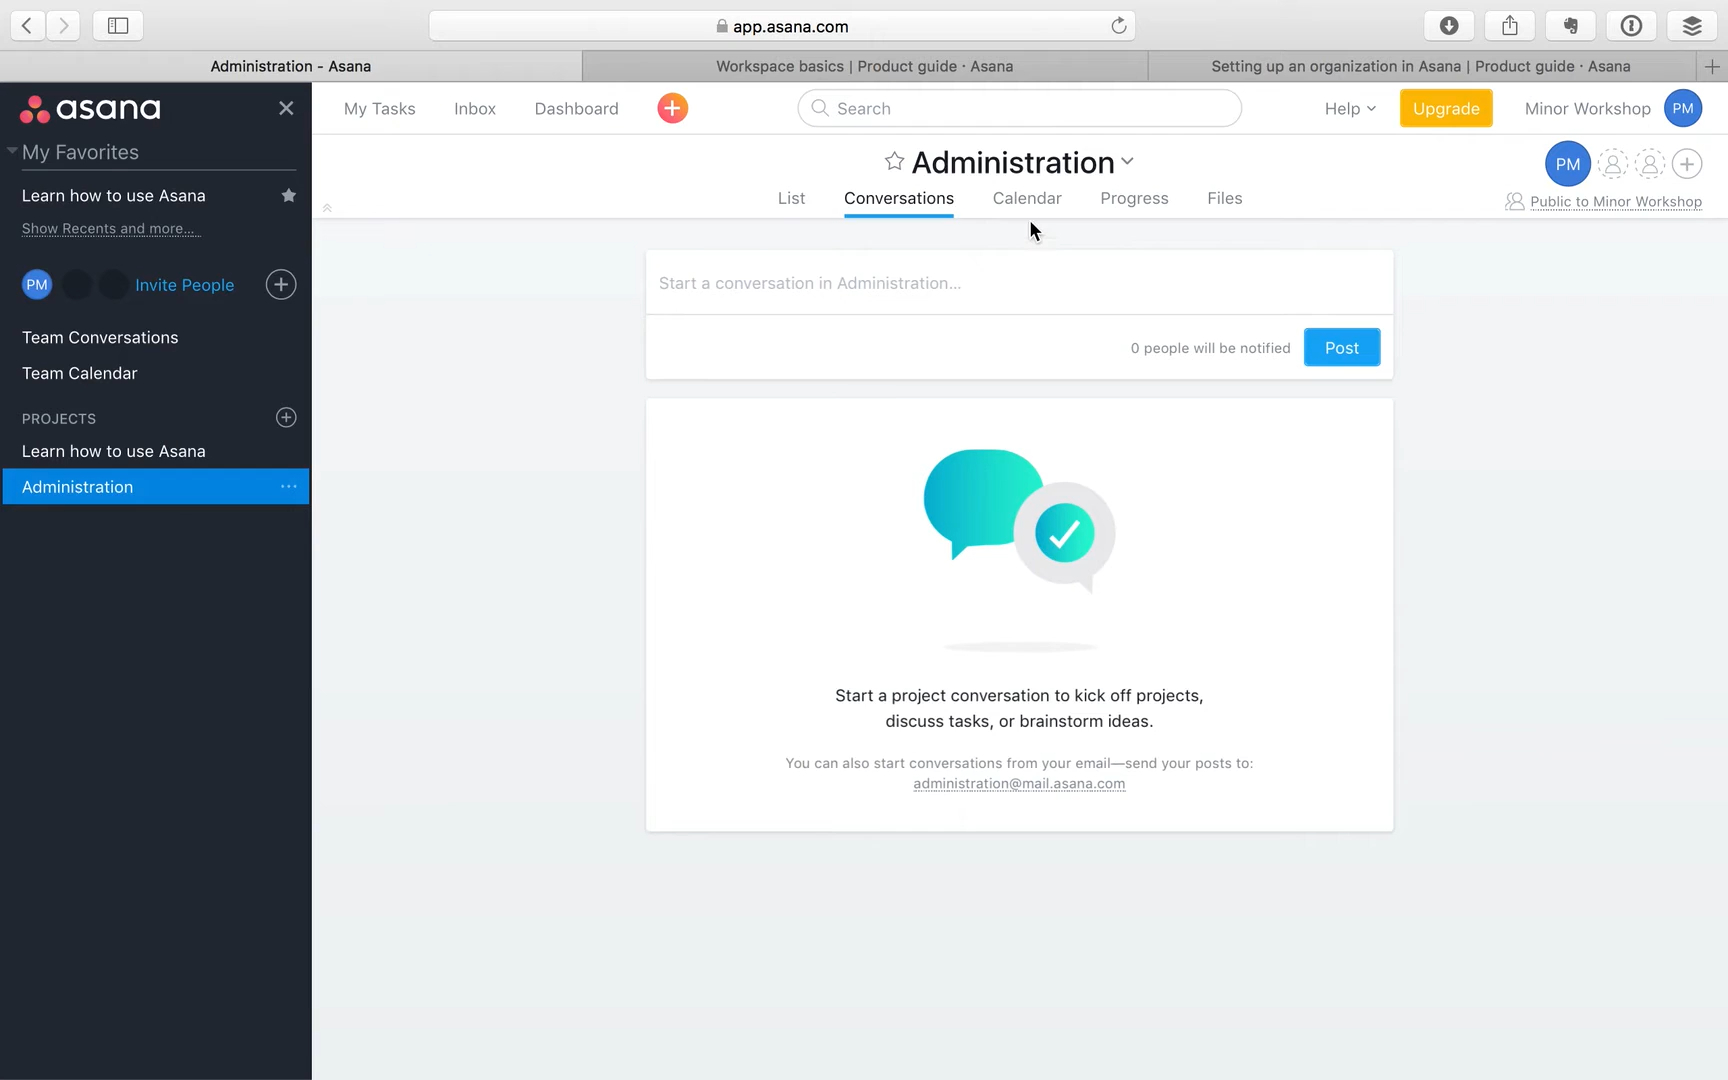 app.asana.com
Administration - Asana
Workspace basics | Product guide · Asana
Setting up an organization in Asana | Product guide · Asana
asana
My Tasks
Inbox
Dashboard
Search
Help
Upgrade
Minor Workshop
PM
My Favorites
Learn how to use Asana
Show Recents and more...
PM
Invite People
Team Conversations
Team Calendar
PROJECTS
Learn how to use Asana
Administration
Administration
PM
List
Conversations
Calendar
Progress
Files
Public to Minor Workshop
Start a conversation in Administration...
0 people will be notified
Post
Start a project conversation to kick off projects,
discuss tasks, or brainstorm ideas.
You can also start conversations from your email—send your posts to:
administration@mail.asana.com